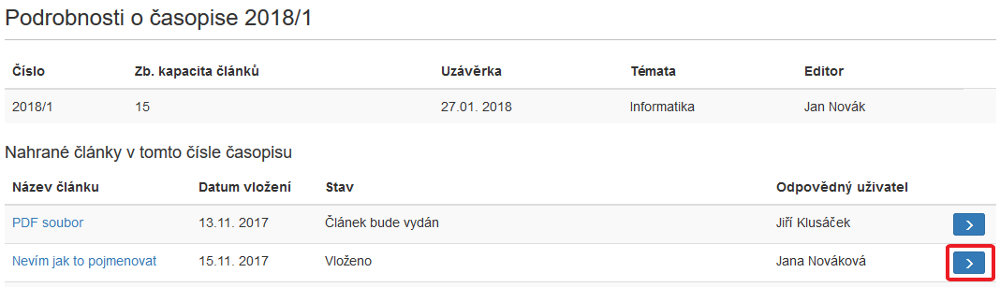 Podrobnosti o časopise 2018/1
Číslo Zb. kapacita článků Uzávěrka Témata Editor
2018/1 15 27.01. 2018 Informatika Jan Novák
Nahrané články v tomto čísle časopisu
Název článku Datum vložení Stav Odpovědný uživatel
PDF soubor 13.11. 2017 Článek bude vydán Jiří Klusáček
Nevím jak to pojmenovat 15.11. 2017 Vloženo Jana Nováková